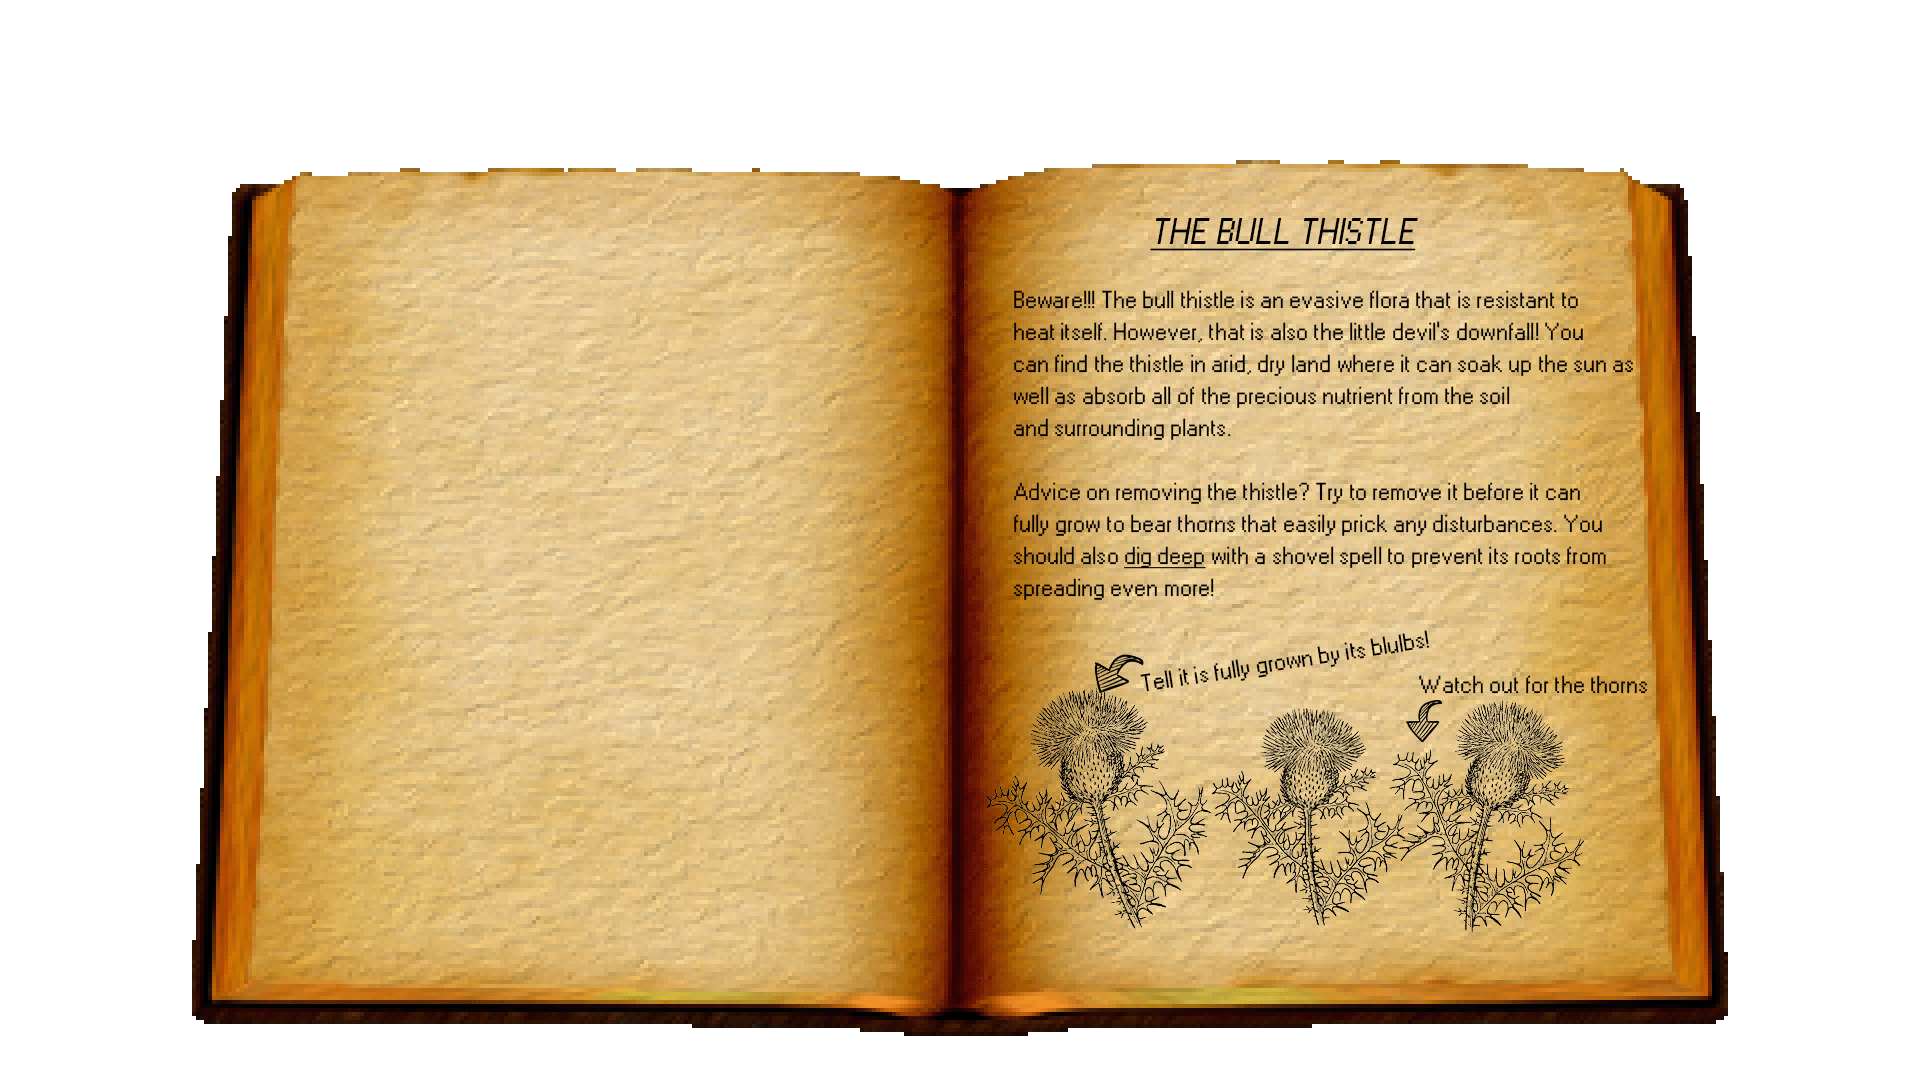 THE BULL THISTLE
Beware!!! The bull thistle is an evasive flora that is resistant to
heat itself. However, that is also the little devil's downfall! You
can find the thistle in arid, dry land where it can soak up the sun as
well as absorb all of the precious nutrient from the soil
and surrounding plants.
Advice on removing the thistle? Try to remove it before it can
fully grow to bear thorns that easily prick any disturbances. You
should also dig deep with a shovel spell to prevent its roots from
spreading even more!
Tell it is fully grown by its blulbs!
Watch out for the thorns